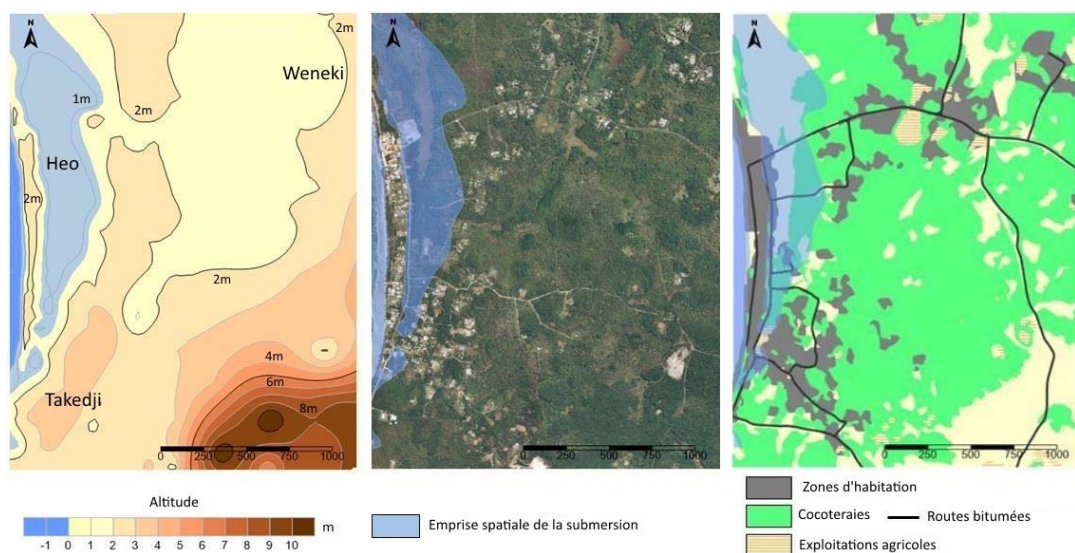 N
2m
Weneki
1m
2m
Heo
2m
2m
4m
6m
8m
Takedji
0 250 500 750 1000
Altitude
-1 0 1 2 3 4 5 6 7 8 9 10 m
N
0 250 500 750 1000
Emprise spatiale de la submersion
N
0 250 500 750 1000
Zones d'habitation
Cocoteraies
Routes bitumées
Exploitations agricoles